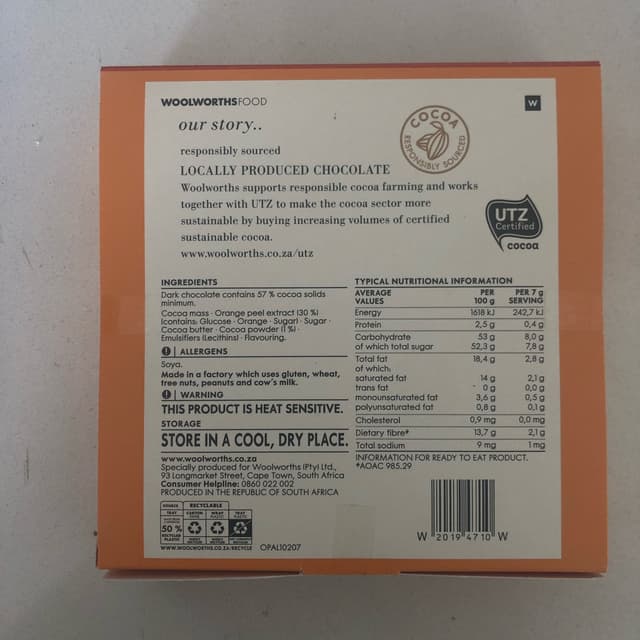 WOOLWORTHSFOOD
W
our story..
COCOA
RESPONSIBLY SOURCED
responsibly sourced
LOCALLY PRODUCED CHOCOLATE
Woolworths supports responsible cocoa farming and works
together with UTZ to make the cocoa sector more
sustainable by buying increasing volumes of certified
sustainable cocoa.
www.woolworths.co.za/utz
UTZ
Certified
cocoa
INGREDIENTS
Dark chocolate contains 57 % cocoa solids
minimum.
Cocoa mass · Orange peel extract (30 %)
(contains: Glucose · Orange · Sugar) · Sugar ·
Cocoa butter · Cocoa powder (1 %) ·
Emulsifiers (Lecithins) · Flavouring.
! | ALLERGENS
Soya.
Made in a factory which uses gluten, wheat,
tree nuts, peanuts and cow's milk.
! | WARNING
THIS PRODUCT IS HEAT SENSITIVE.
STORAGE
STORE IN A COOL, DRY PLACE.
www.woolworths.co.za
Specially produced for Woolworths (Pty) Ltd.,
93 Longmarket Street, Cape Town, South Africa
Consumer Helpline: 0860 022 002
PRODUCED IN THE REPUBLIC OF SOUTH AFRICA
TYPICAL NUTRITIONAL INFORMATION
AVERAGE VALUES PER 100 g PER 7 g SERVING
Energy 1618 kJ 242,7 kJ
Protein 2,5 g 0,4 g
Carbohydrate 53 g 8,0 g
of which total sugar 52,3 g 7,8 g
Total fat 18,4 g 2,8 g
of which:
saturated fat 14 g 2,1 g
trans fat 0 g 0,0 g
monounsaturated fat 3,6 g 0,5 g
polyunsaturated fat 0,8 g 0,1 g
Cholesterol 0,9 mg 0,0 mg
Dietary fibre* 13,7 g 2,1 g
Total sodium 9 mg 1 mg
INFORMATION FOR READY TO EAT PRODUCT.
*AOAC 985.29
SOURCE RECYCLABLE
TRAY CARTON WRAP TRAY
50 %
RECYCLED
PLASTIC
WWW.WOOLWORTHS.CO.ZA/RECYCLE OPAL10207
W 20194710 W